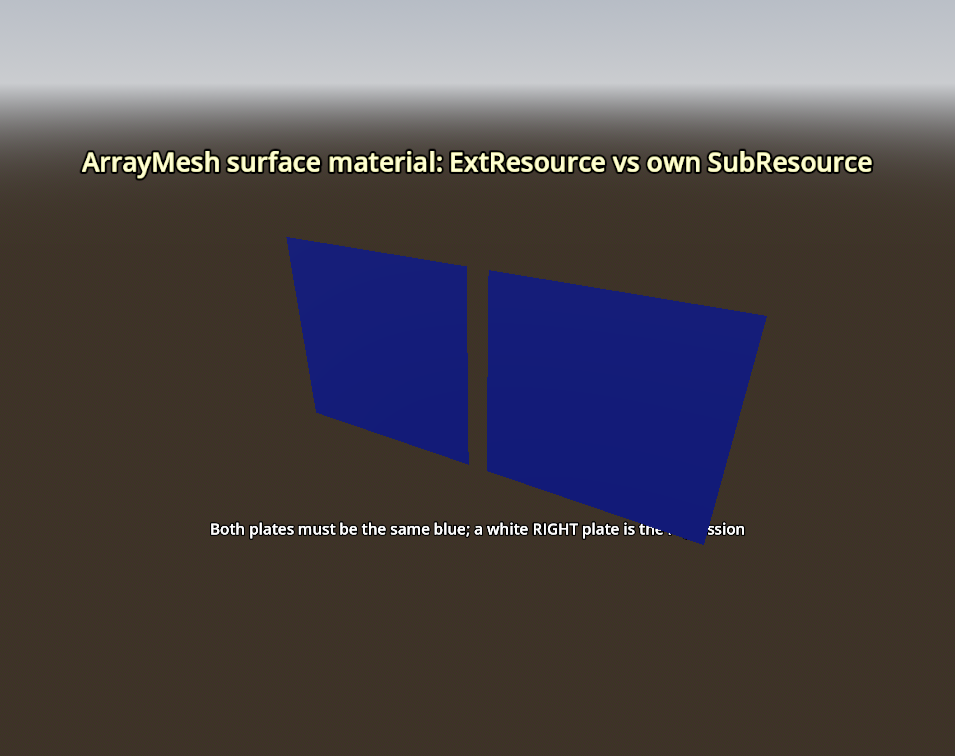 ArrayMesh surface material: ExtResource vs own SubResource
Both plates must be the same blue; a white RIGHT plate is the ssion